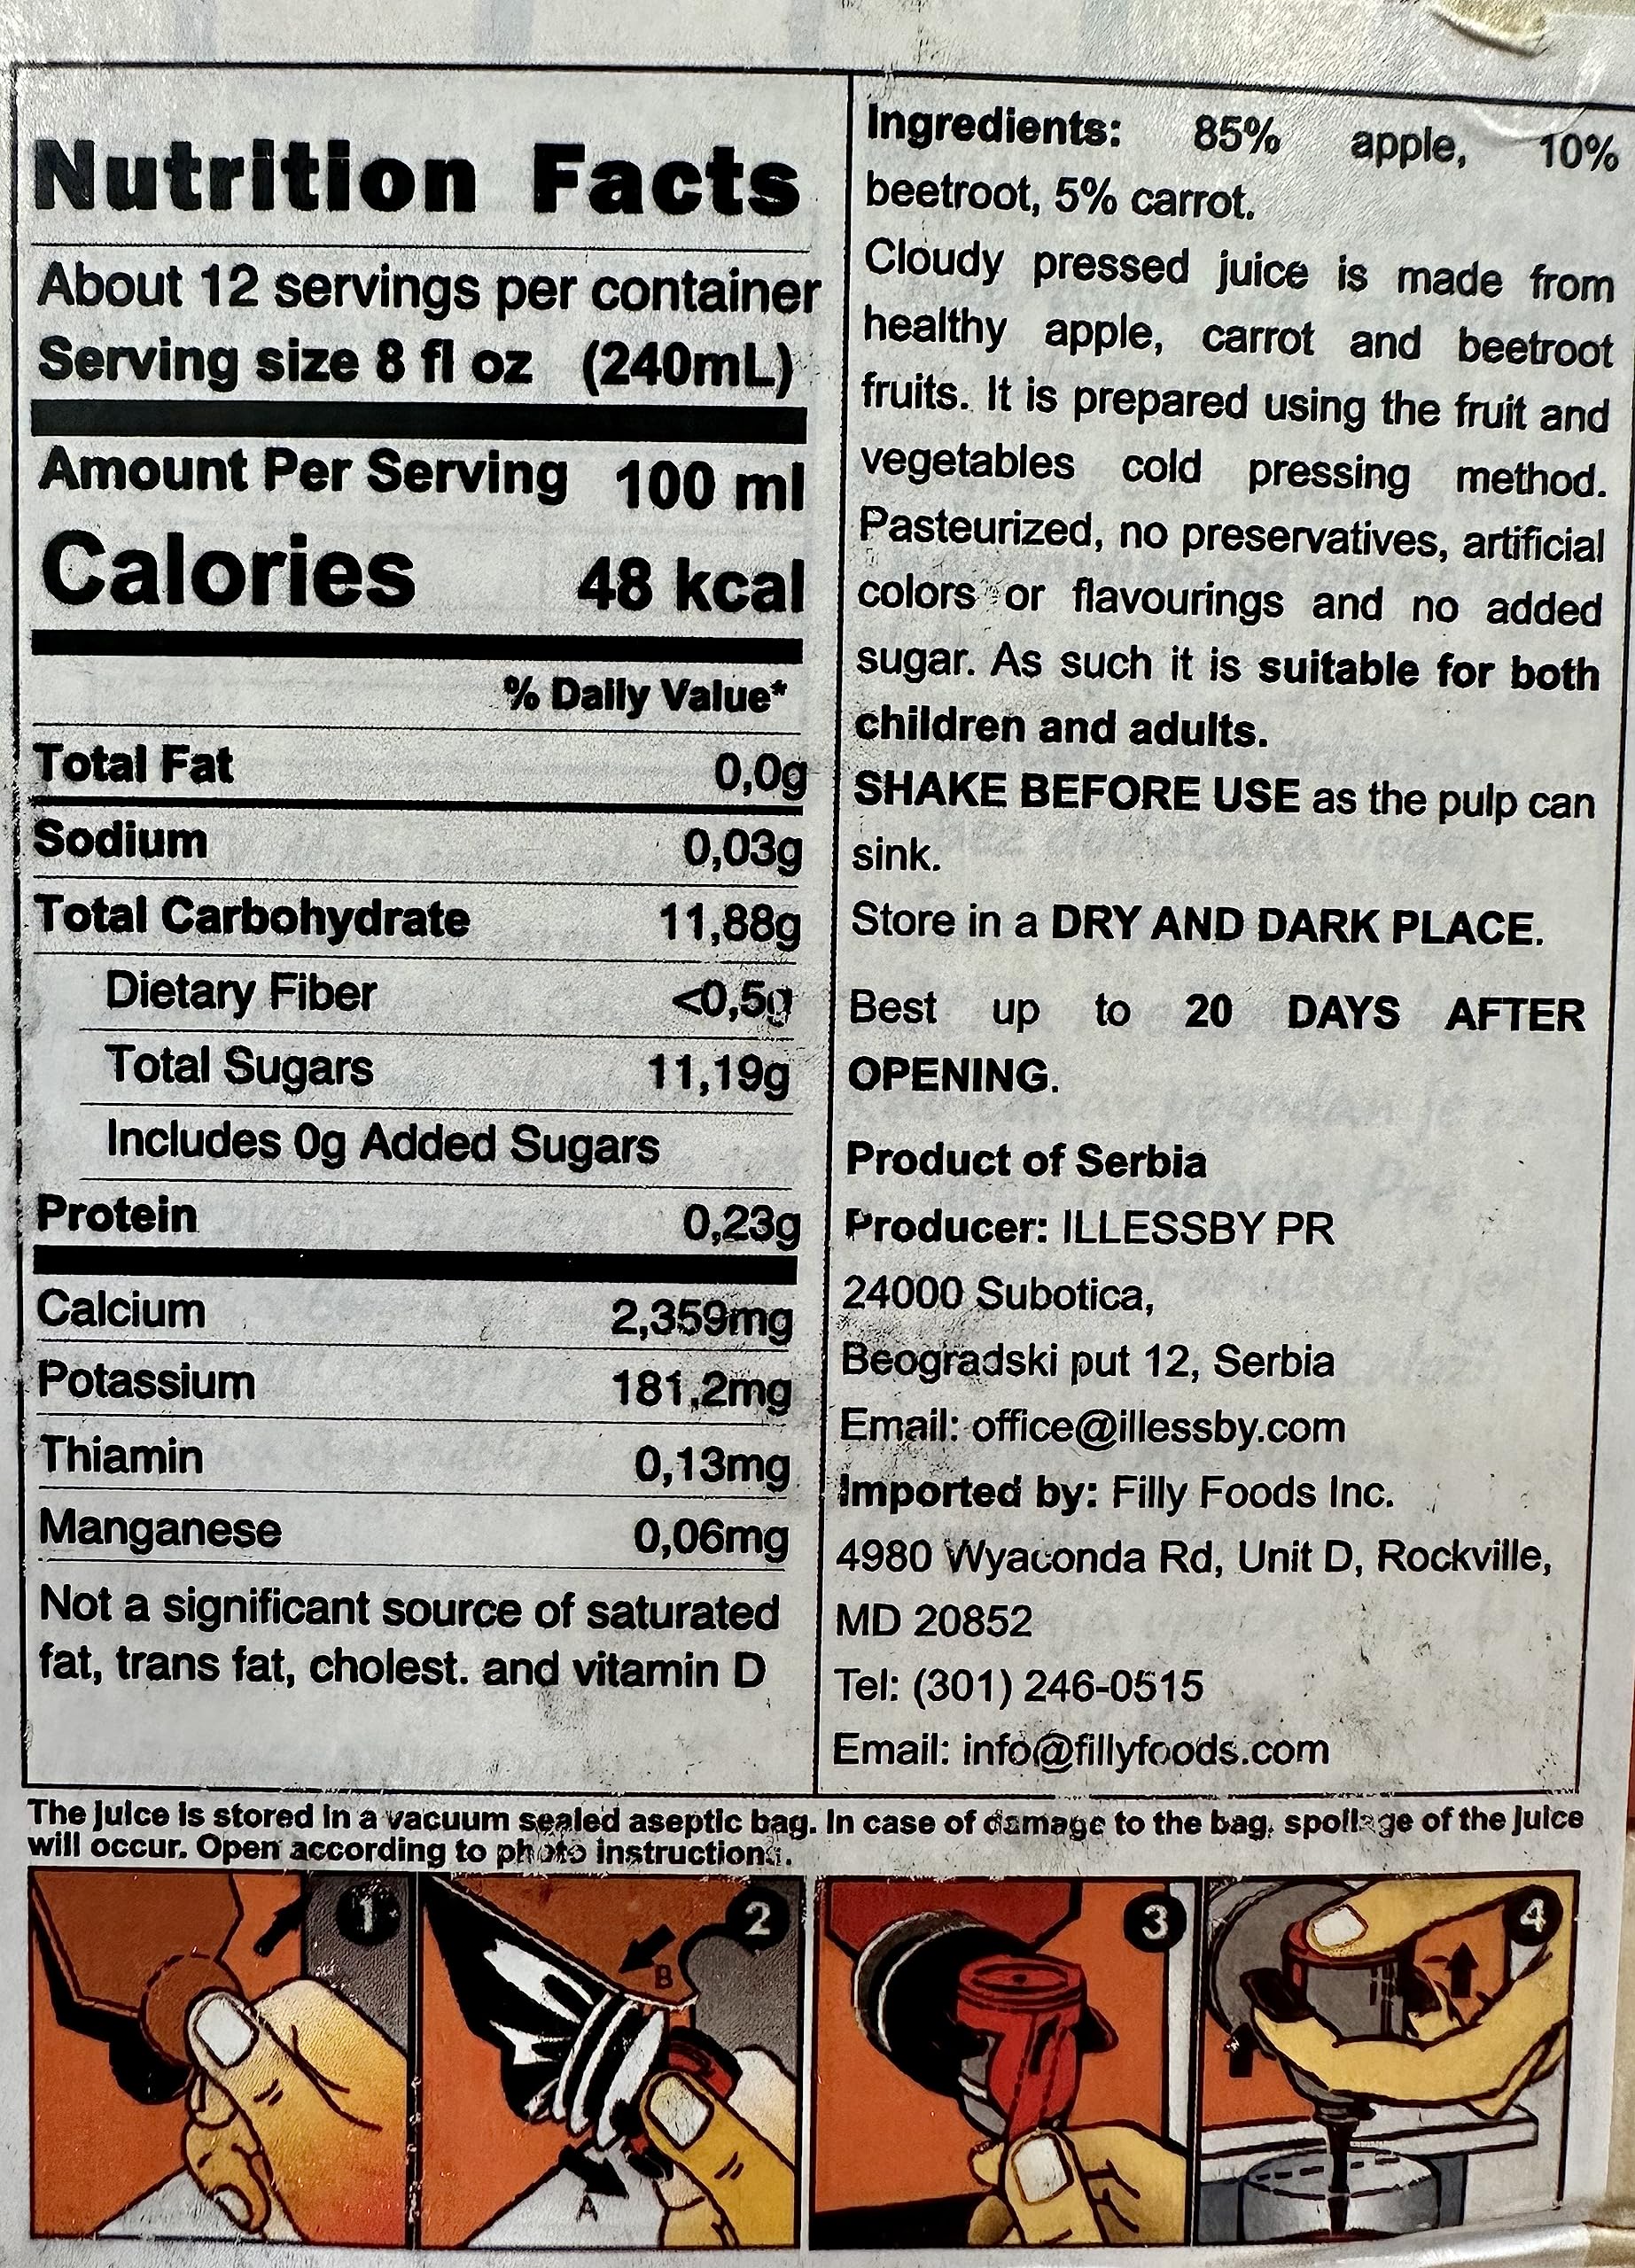 Nutrition Facts
About 12 servings per container
Serving size 8 fl oz (240mL)
Amount Per Serving 100 ml
Calories 48 kcal
% Daily Value*
Total Fat 0,0g
Sodium 0,03g
Total Carbohydrate 11,88g
Dietary Fiber <0,5g
Total Sugars 11,19g
Includes 0g Added Sugars
Protein 0,23g
Calcium 2,359mg
Potassium 181,2mg
Thiamin 0,13mg
Manganese 0,06mg
Not a significant source of saturated
fat, trans fat, cholest. and vitamin D
Ingredients: 85% apple, 10%
beetroot, 5% carrot.
Cloudy pressed juice is made from
healthy apple, carrot and beetroot
fruits. It is prepared using the fruit and
vegetables cold pressing method.
Pasteurized, no preservatives, artificial
colors or flavourings and no added
sugar. As such it is suitable for both
children and adults.
SHAKE BEFORE USE as the pulp can
sink.
Store in a DRY AND DARK PLACE.
Best up to 20 DAYS AFTER
OPENING.
Product of Serbia
Producer: ILLESSBY PR
24000 Subotica,
Beogradski put 12, Serbia
Email: office@illessby.com
Imported by: Filly Foods Inc.
4980 Wyaconda Rd, Unit D, Rockville,
MD 20852
Tel: (301) 246-0515
Email: info@fillyfoods.com
The juice is stored in a vacuum sealed aseptic bag. In case of damage to the bag, spoilage of the juice
will occur. Open according to photo instructions.
1
2
B
A
3
4